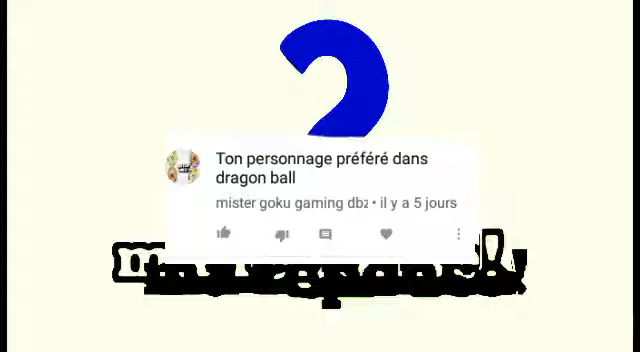 Ton personnage préféré dans
dragon ball
mister goku gaming dbz • il y a 5 jours